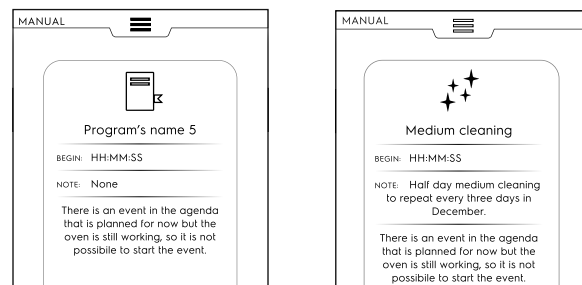 MANUAL
Program's name 5
BEGIN: HH:MM:SS
NOTE: None
There is an event in the agenda
that is planned for now but the
oven is still working, so it is not
possibile to start the event.
MANUAL
Medium cleaning
BEGIN: HH:MM:SS
NOTE: Half day medium cleaning
to repeat every three days in
December.
There is an event in the agenda
that is planned for now but the
oven is still working, so it is not
possibile to start the event.